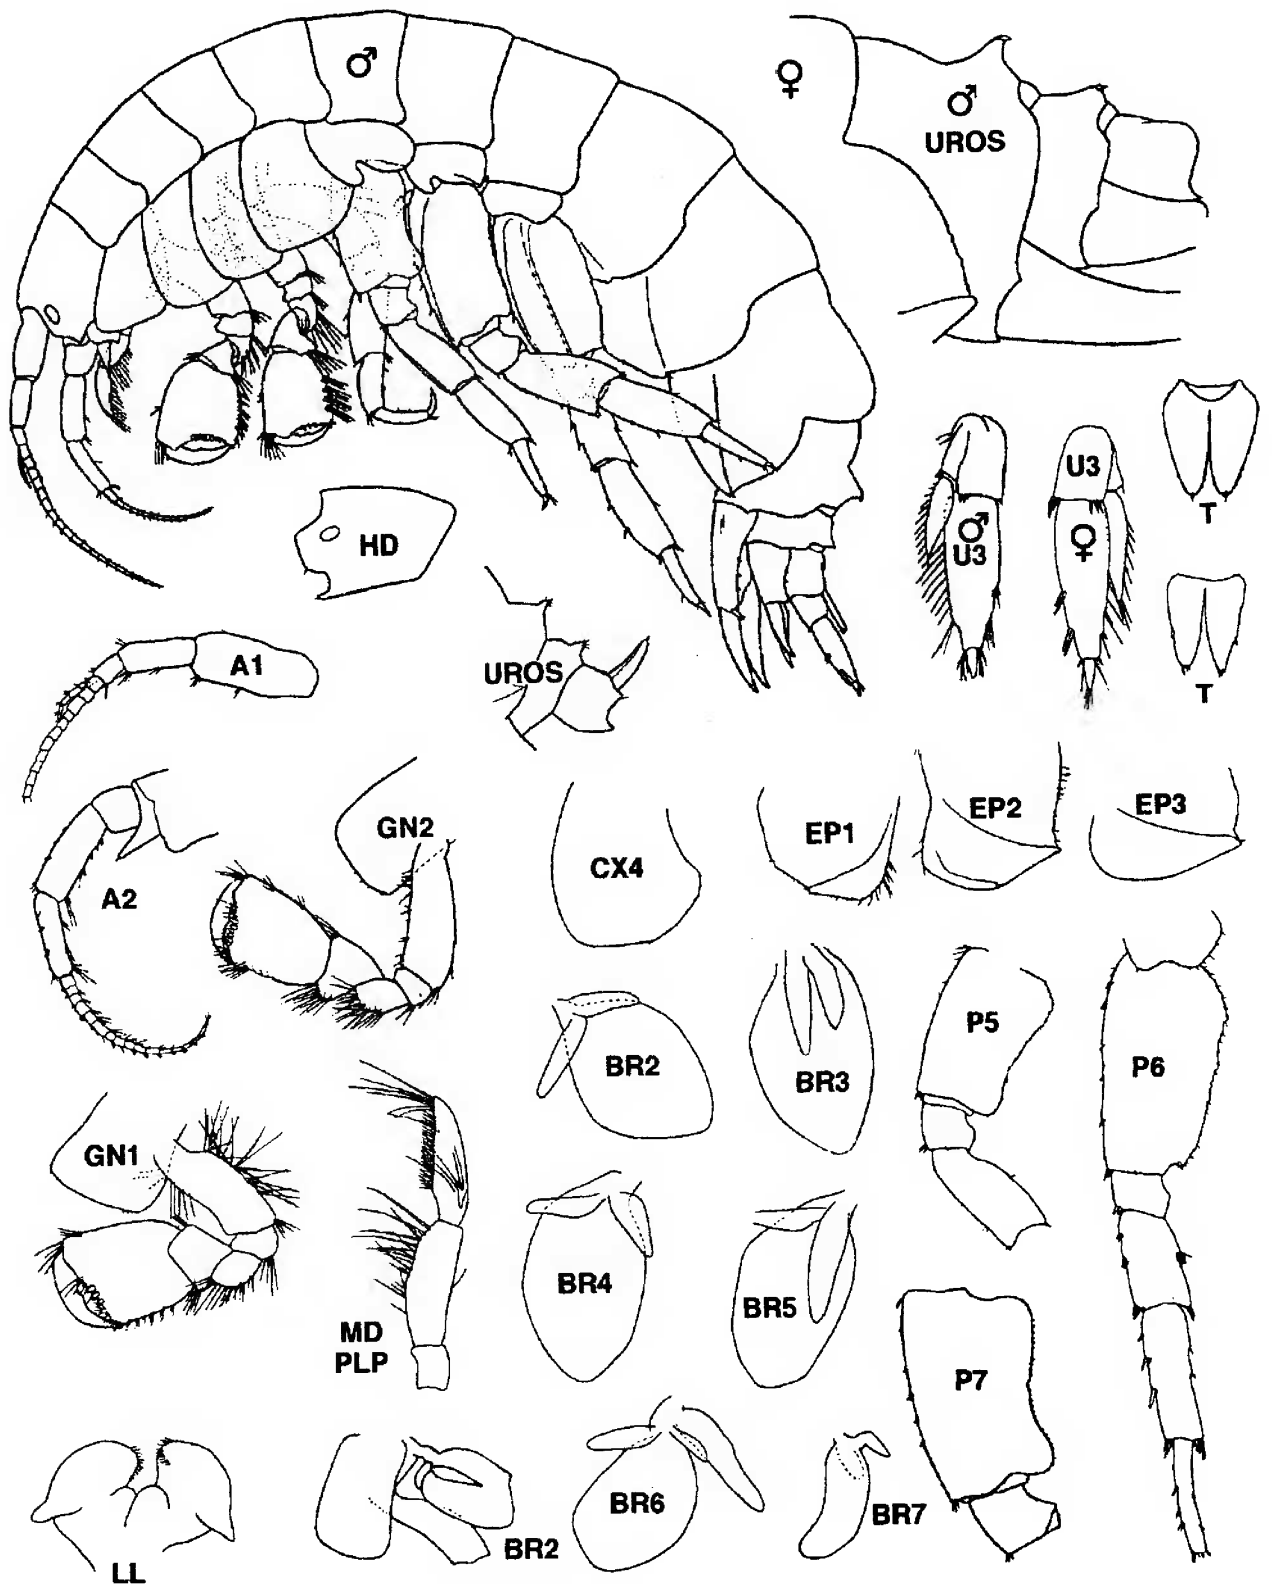 ♂
♀
♂
UROS
HD
♂
U3
U3
♀
T
T
A1
UROS
A2
GN2
CX4
EP1
EP2
EP3
BR2
BR3
P5
P6
GN1
MD
PLP
BR4
BR5
P7
LL
BR2
BR6
BR7